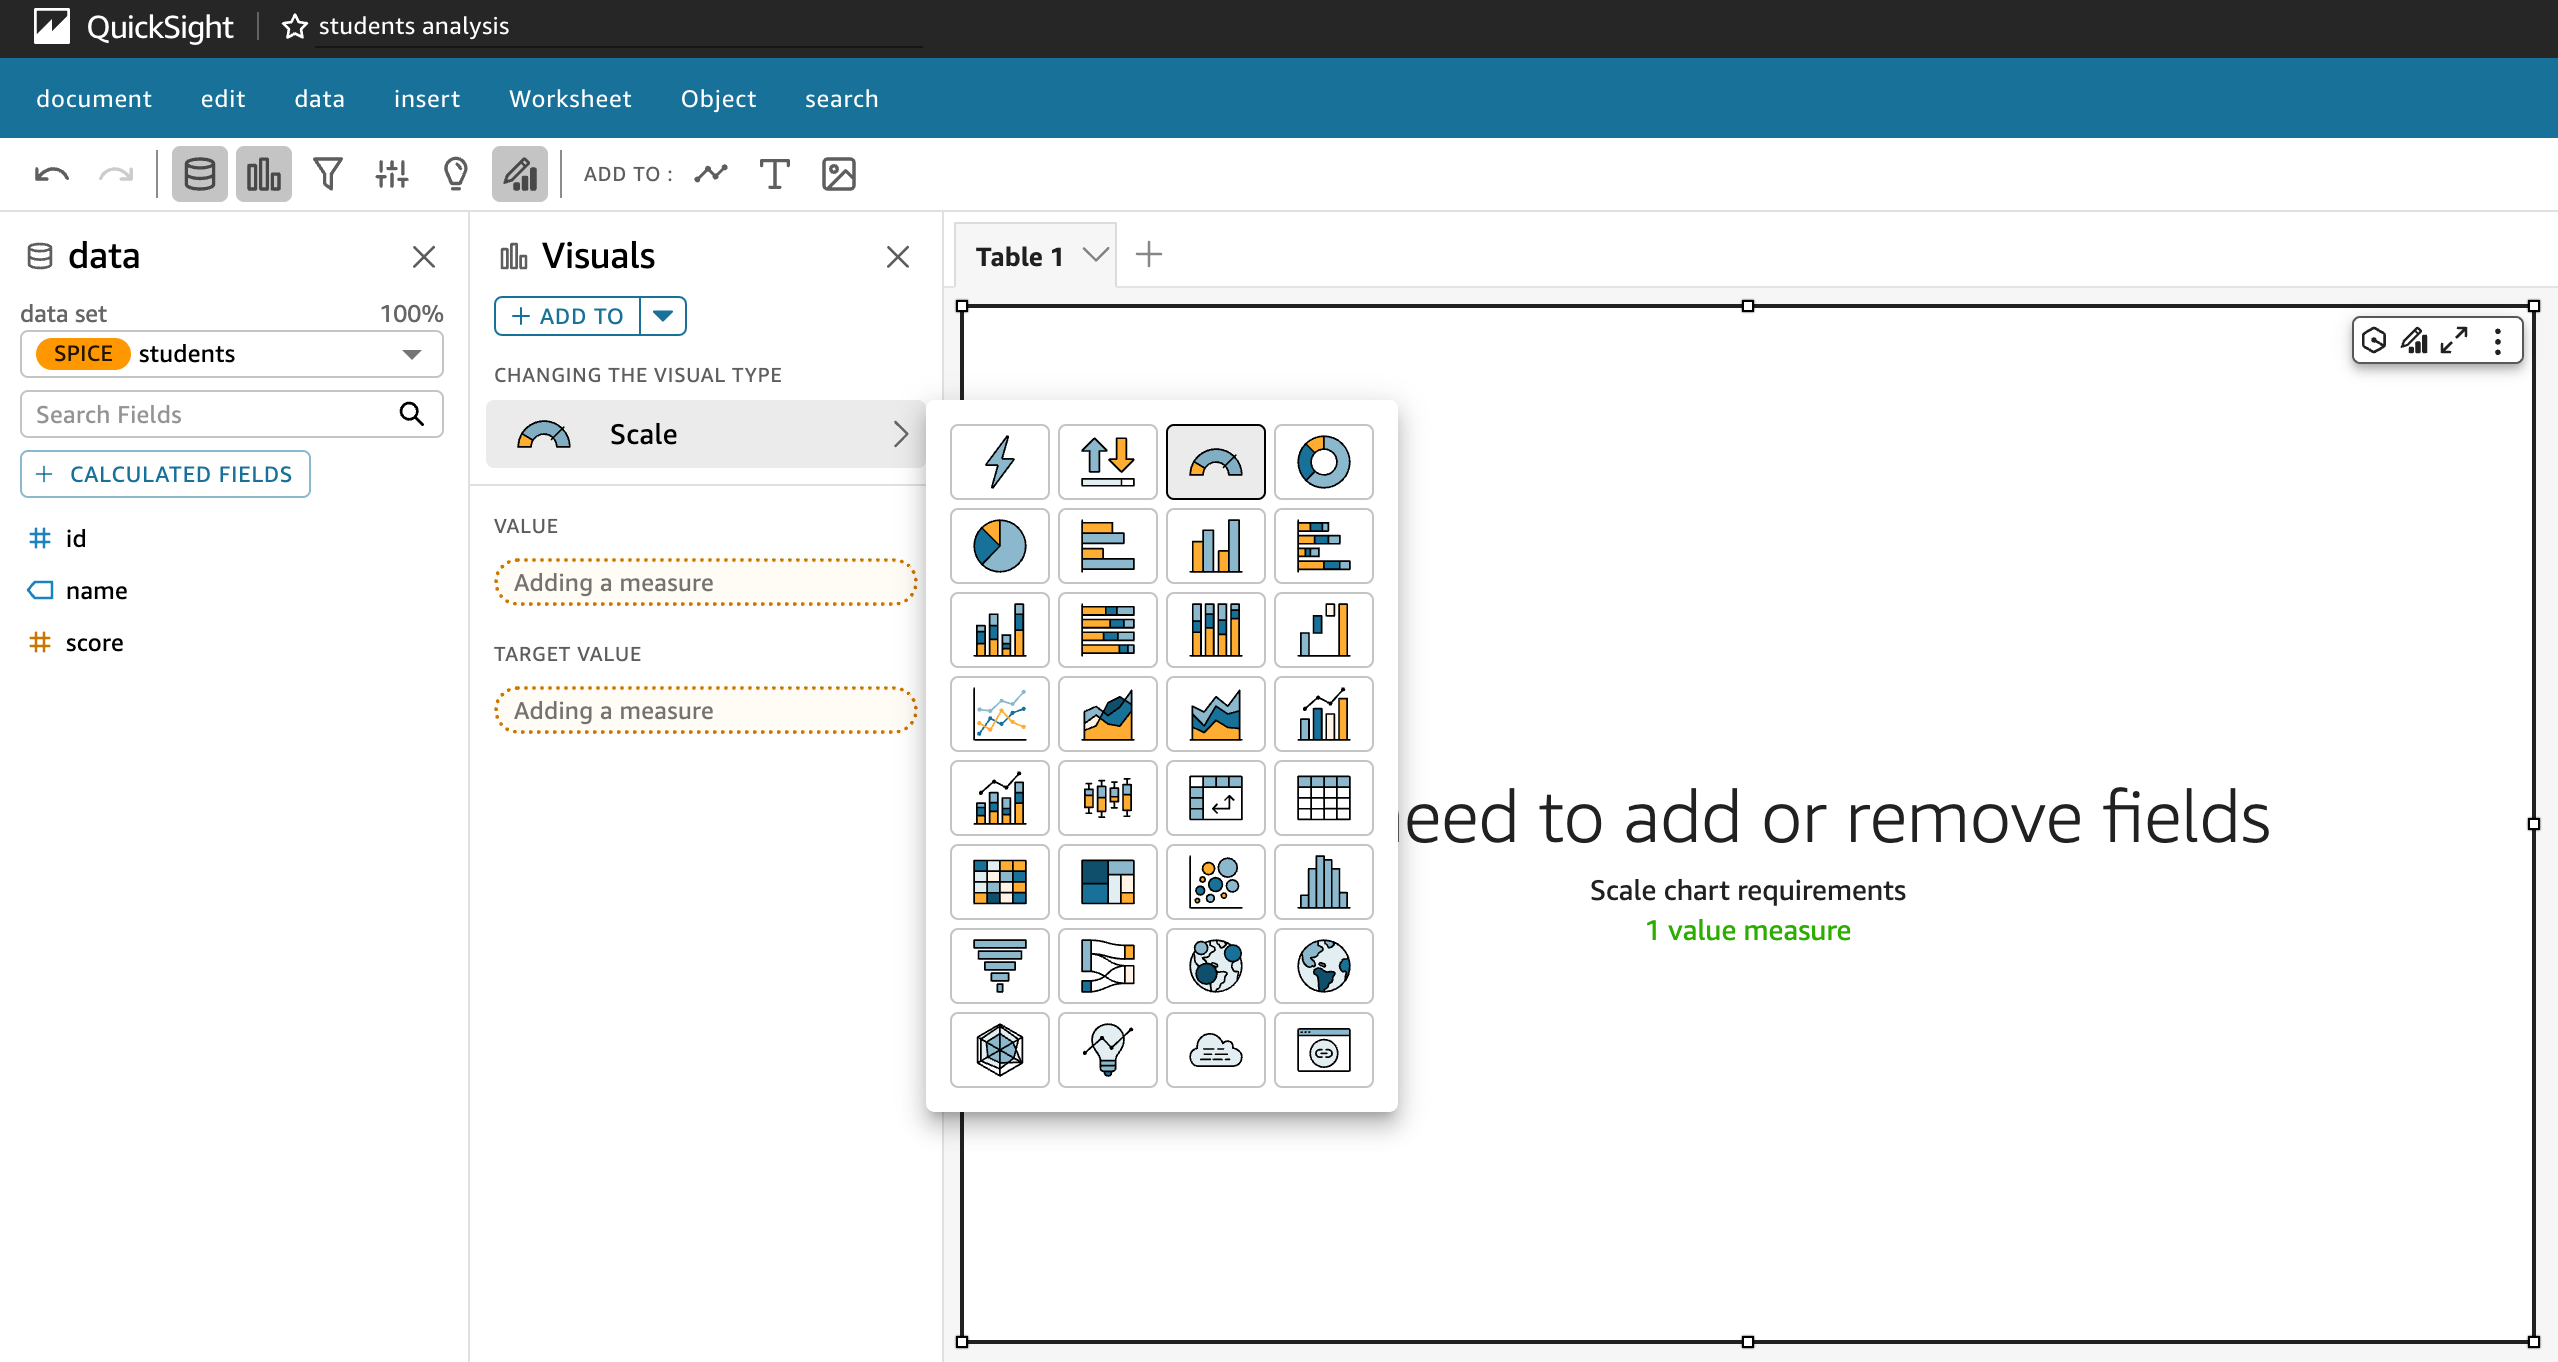 QuickSight
students analysis
document edit data insert Worksheet Object search
ADD TO :
data
data set 100%
SPICE students
Search Fields
+ CALCULATED FIELDS
id
name
score
Visuals
+ ADD TO
CHANGING THE VISUAL TYPE
Scale
VALUE
Adding a measure
TARGET VALUE
Adding a measure
Table 1
eed to add or remove fields
Scale chart requirements
1 value measure